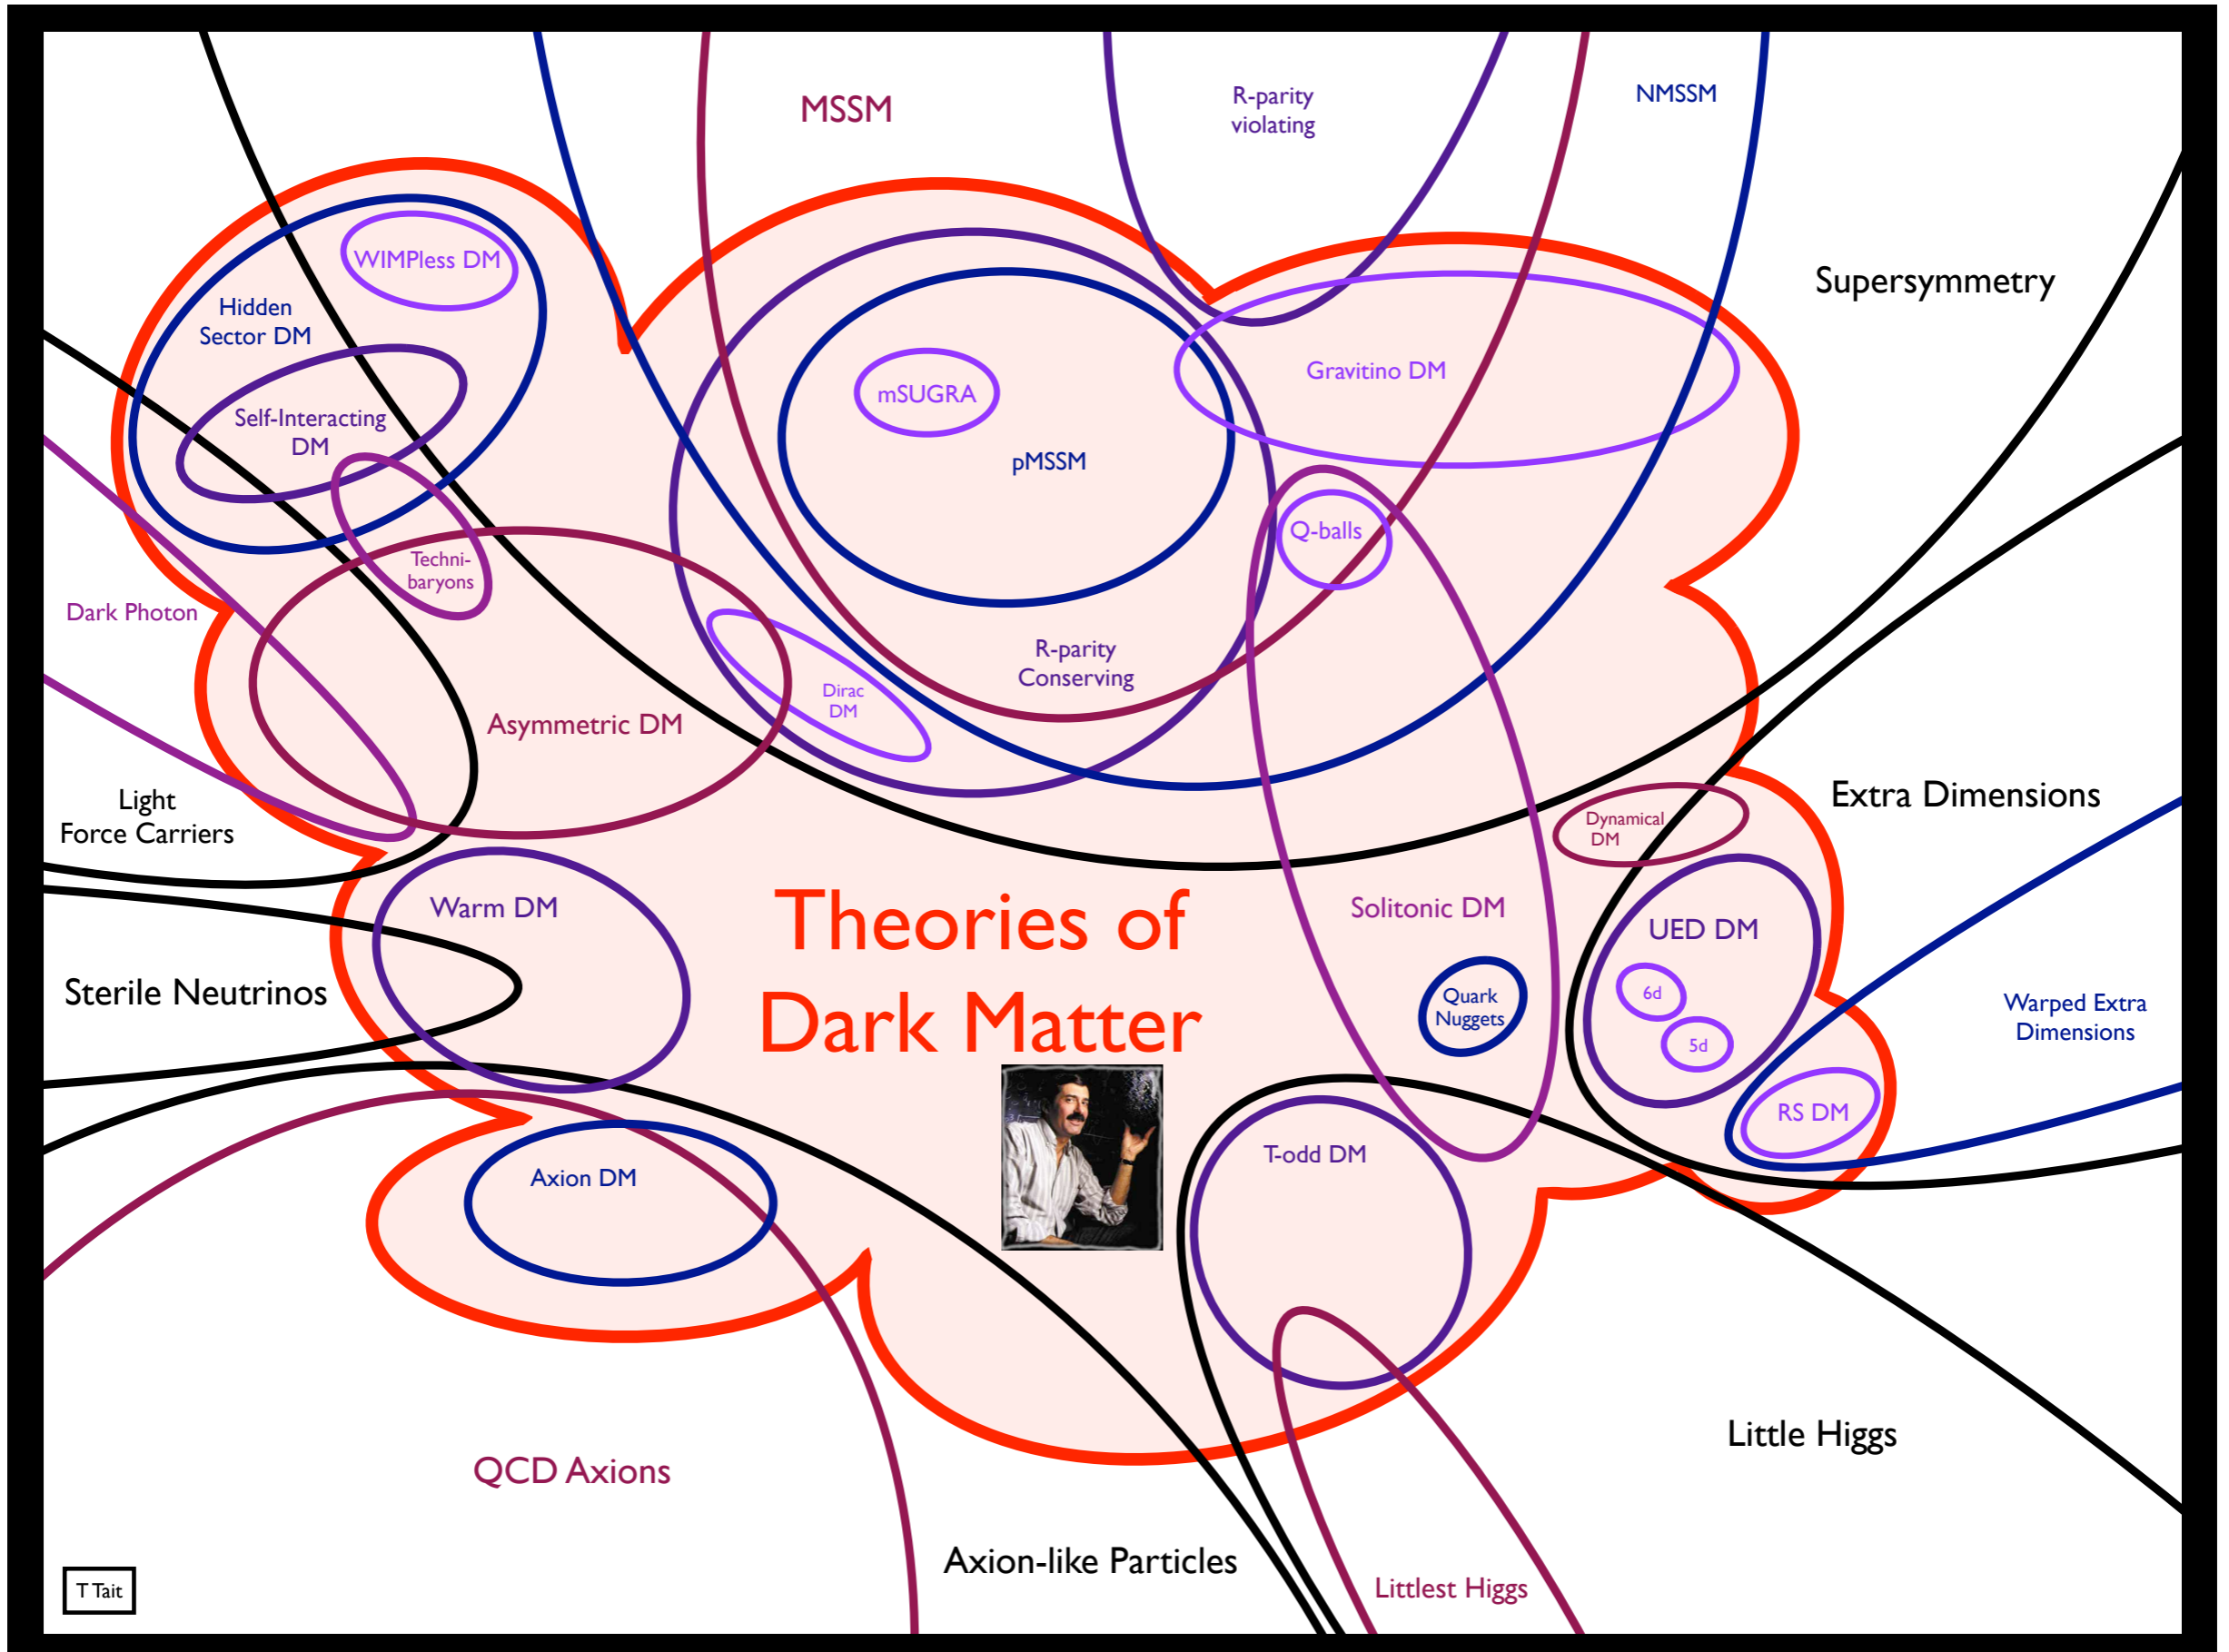 MSSM
R-parity
violating
NMSSM
Supersymmetry
WIMPless DM
Hidden
Sector DM
Self-Interacting
DM
mSUGRA
pMSSM
Gravitino DM
Q-balls
Techni-
baryons
Dark Photon
R-parity
Conserving
Dirac
DM
Asymmetric DM
Light
Force Carriers
Extra Dimensions
Dynamical
DM
Warm DM
Theories of
Dark Matter
Solitonic DM
UED DM
Sterile Neutrinos
Quark
Nuggets
6d
5d
Warped Extra
Dimensions
RS DM
T-odd DM
Axion DM
Little Higgs
QCD Axions
Axion-like Particles
Littlest Higgs
T Tait